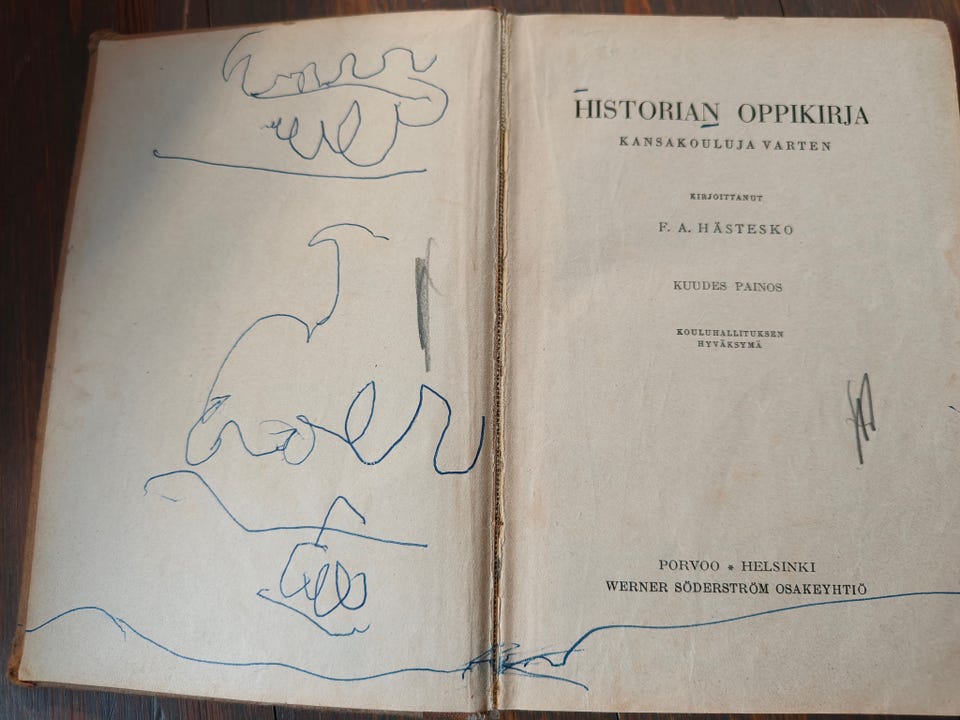 HISTORIAN OPPIKIRJA
KANSAKOULUJA VARTEN
KIRJOITTANUT
F. A. HÄSTESKO
KUUDES PAINOS
KOULUHALLITUKSEN
HYVÄKSYMÄ
PORVOO * HELSINKI
WERNER SÖDERSTRÖM OSAKEYHTIÖ